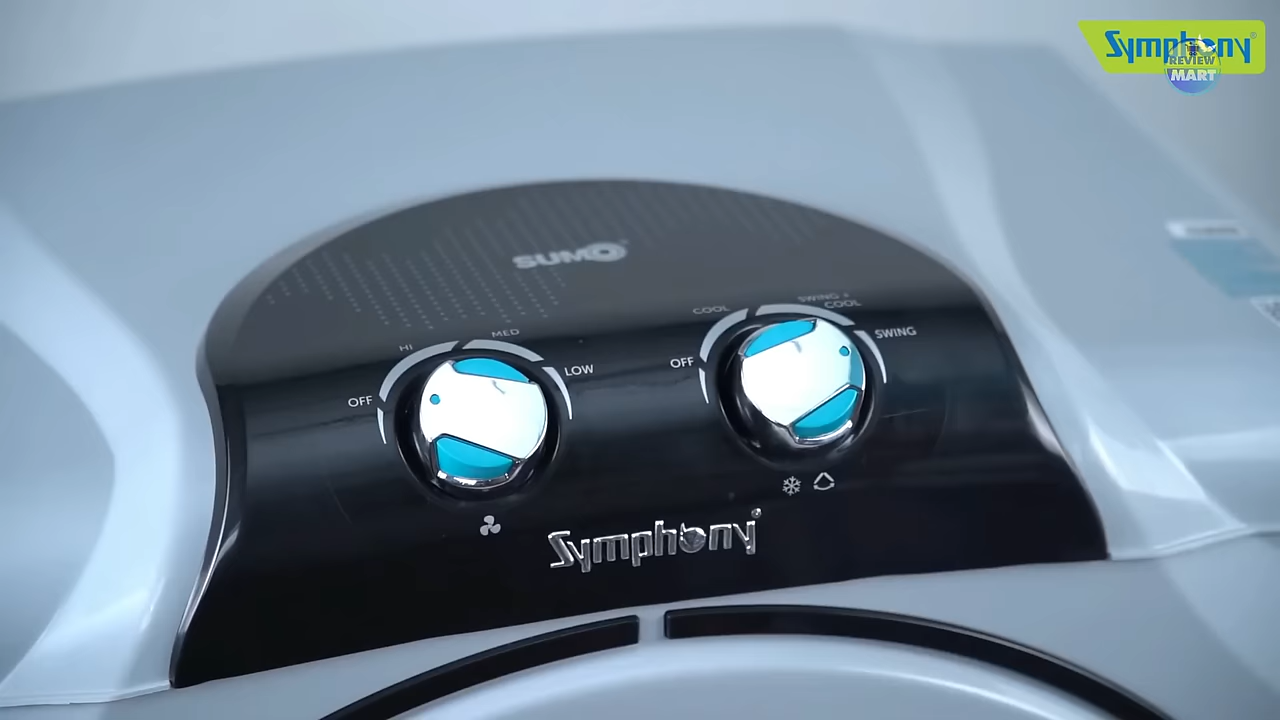 Symphony®
REVIEW
MART
SUMO
HI
MED
OFF
LOW
COOL
SWING +
COOL
OFF
SWING
Symphony